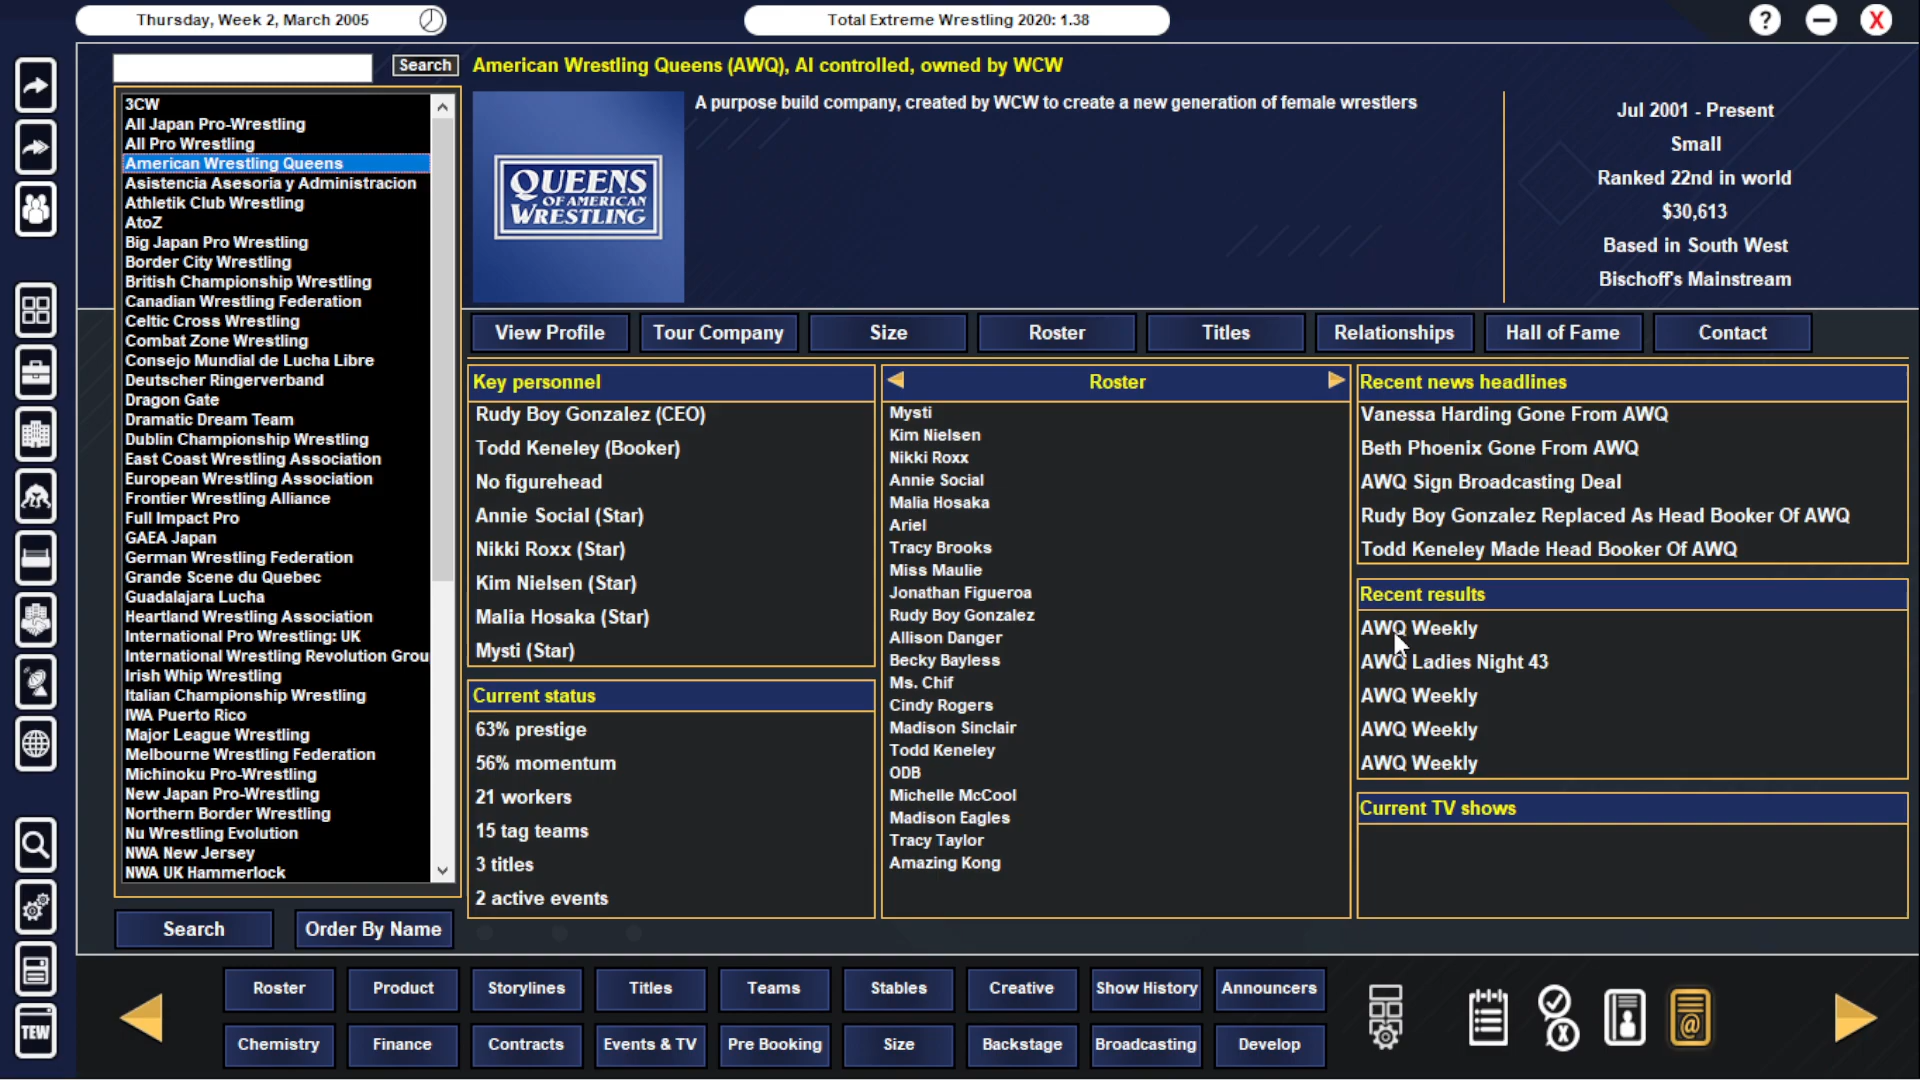 Thursday, Week 2, March 2005
Total Extreme Wrestling 2020: 1.38
?
X
Search
American Wrestling Queens (AWQ), AI controlled, owned by WCW
3CW
All Japan Pro-Wrestling
All Pro Wrestling
American Wrestling Queens
Asistencia Asesoria y Administracion
Athletik Club Wrestling
AtoZ
Big Japan Pro Wrestling
Border City Wrestling
British Championship Wrestling
Canadian Wrestling Federation
Celtic Cross Wrestling
Combat Zone Wrestling
Consejo Mundial de Lucha Libre
Deutscher Ringerverband
Dragon Gate
Dramatic Dream Team
Dublin Championship Wrestling
East Coast Wrestling Association
European Wrestling Association
Frontier Wrestling Alliance
Full Impact Pro
GAEA Japan
German Wrestling Federation
Grande Scene du Quebec
Guadalajara Lucha
Heartland Wrestling Association
International Pro Wrestling: UK
International Wrestling Revolution Grou
Irish Whip Wrestling
Italian Championship Wrestling
IWA Puerto Rico
Major League Wrestling
Melbourne Wrestling Federation
Michinoku Pro-Wrestling
New Japan Pro-Wrestling
Northern Border Wrestling
Nu Wrestling Evolution
NWA New Jersey
NWA UK Hammerlock
Search
Order By Name
QUEENS
OF AMERICAN
WRESTLING
A purpose build company, created by WCW to create a new generation of female wrestlers
Jul 2001 - Present
Small
Ranked 22nd in world
$30,613
Based in South West
Bischoff's Mainstream
View Profile
Tour Company
Size
Roster
Titles
Relationships
Hall of Fame
Contact
Key personnel
Rudy Boy Gonzalez (CEO)
Todd Keneley (Booker)
No figurehead
Annie Social (Star)
Nikki Roxx (Star)
Kim Nielsen (Star)
Malia Hosaka (Star)
Mysti (Star)
Current status
63% prestige
56% momentum
21 workers
15 tag teams
3 titles
2 active events
Roster
Mysti
Kim Nielsen
Nikki Roxx
Annie Social
Malia Hosaka
Ariel
Tracy Brooks
Miss Maulie
Jonathan Figueroa
Rudy Boy Gonzalez
Allison Danger
Becky Bayless
Ms. Chif
Cindy Rogers
Madison Sinclair
Todd Keneley
ODB
Michelle McCool
Madison Eagles
Tracy Taylor
Amazing Kong
Recent news headlines
Vanessa Harding Gone From AWQ
Beth Phoenix Gone From AWQ
AWQ Sign Broadcasting Deal
Rudy Boy Gonzalez Replaced As Head Booker Of AWQ
Todd Keneley Made Head Booker Of AWQ
Recent results
AWQ Weekly
AWQ Ladies Night 43
AWQ Weekly
AWQ Weekly
AWQ Weekly
Current TV shows
TEW
Roster
Product
Storylines
Titles
Teams
Stables
Creative
Show History
Announcers
Chemistry
Finance
Contracts
Events & TV
Pre Booking
Size
Backstage
Broadcasting
Develop
@